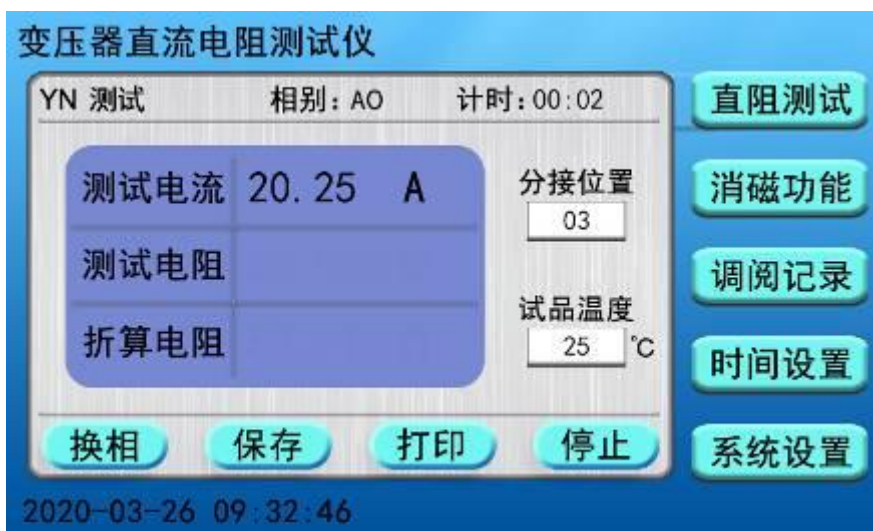 变压器直流电阻测试仪
YN 测试 相别: AO 计时:00:02
直阻测试
测试电流 20.25 A
分接位置
03
消磁功能
测试电阻
调阅记录
试品温度
折算电阻
25 ℃
时间设置
换相 保存 打印 停止
系统设置
2020-03-26 09:32:46